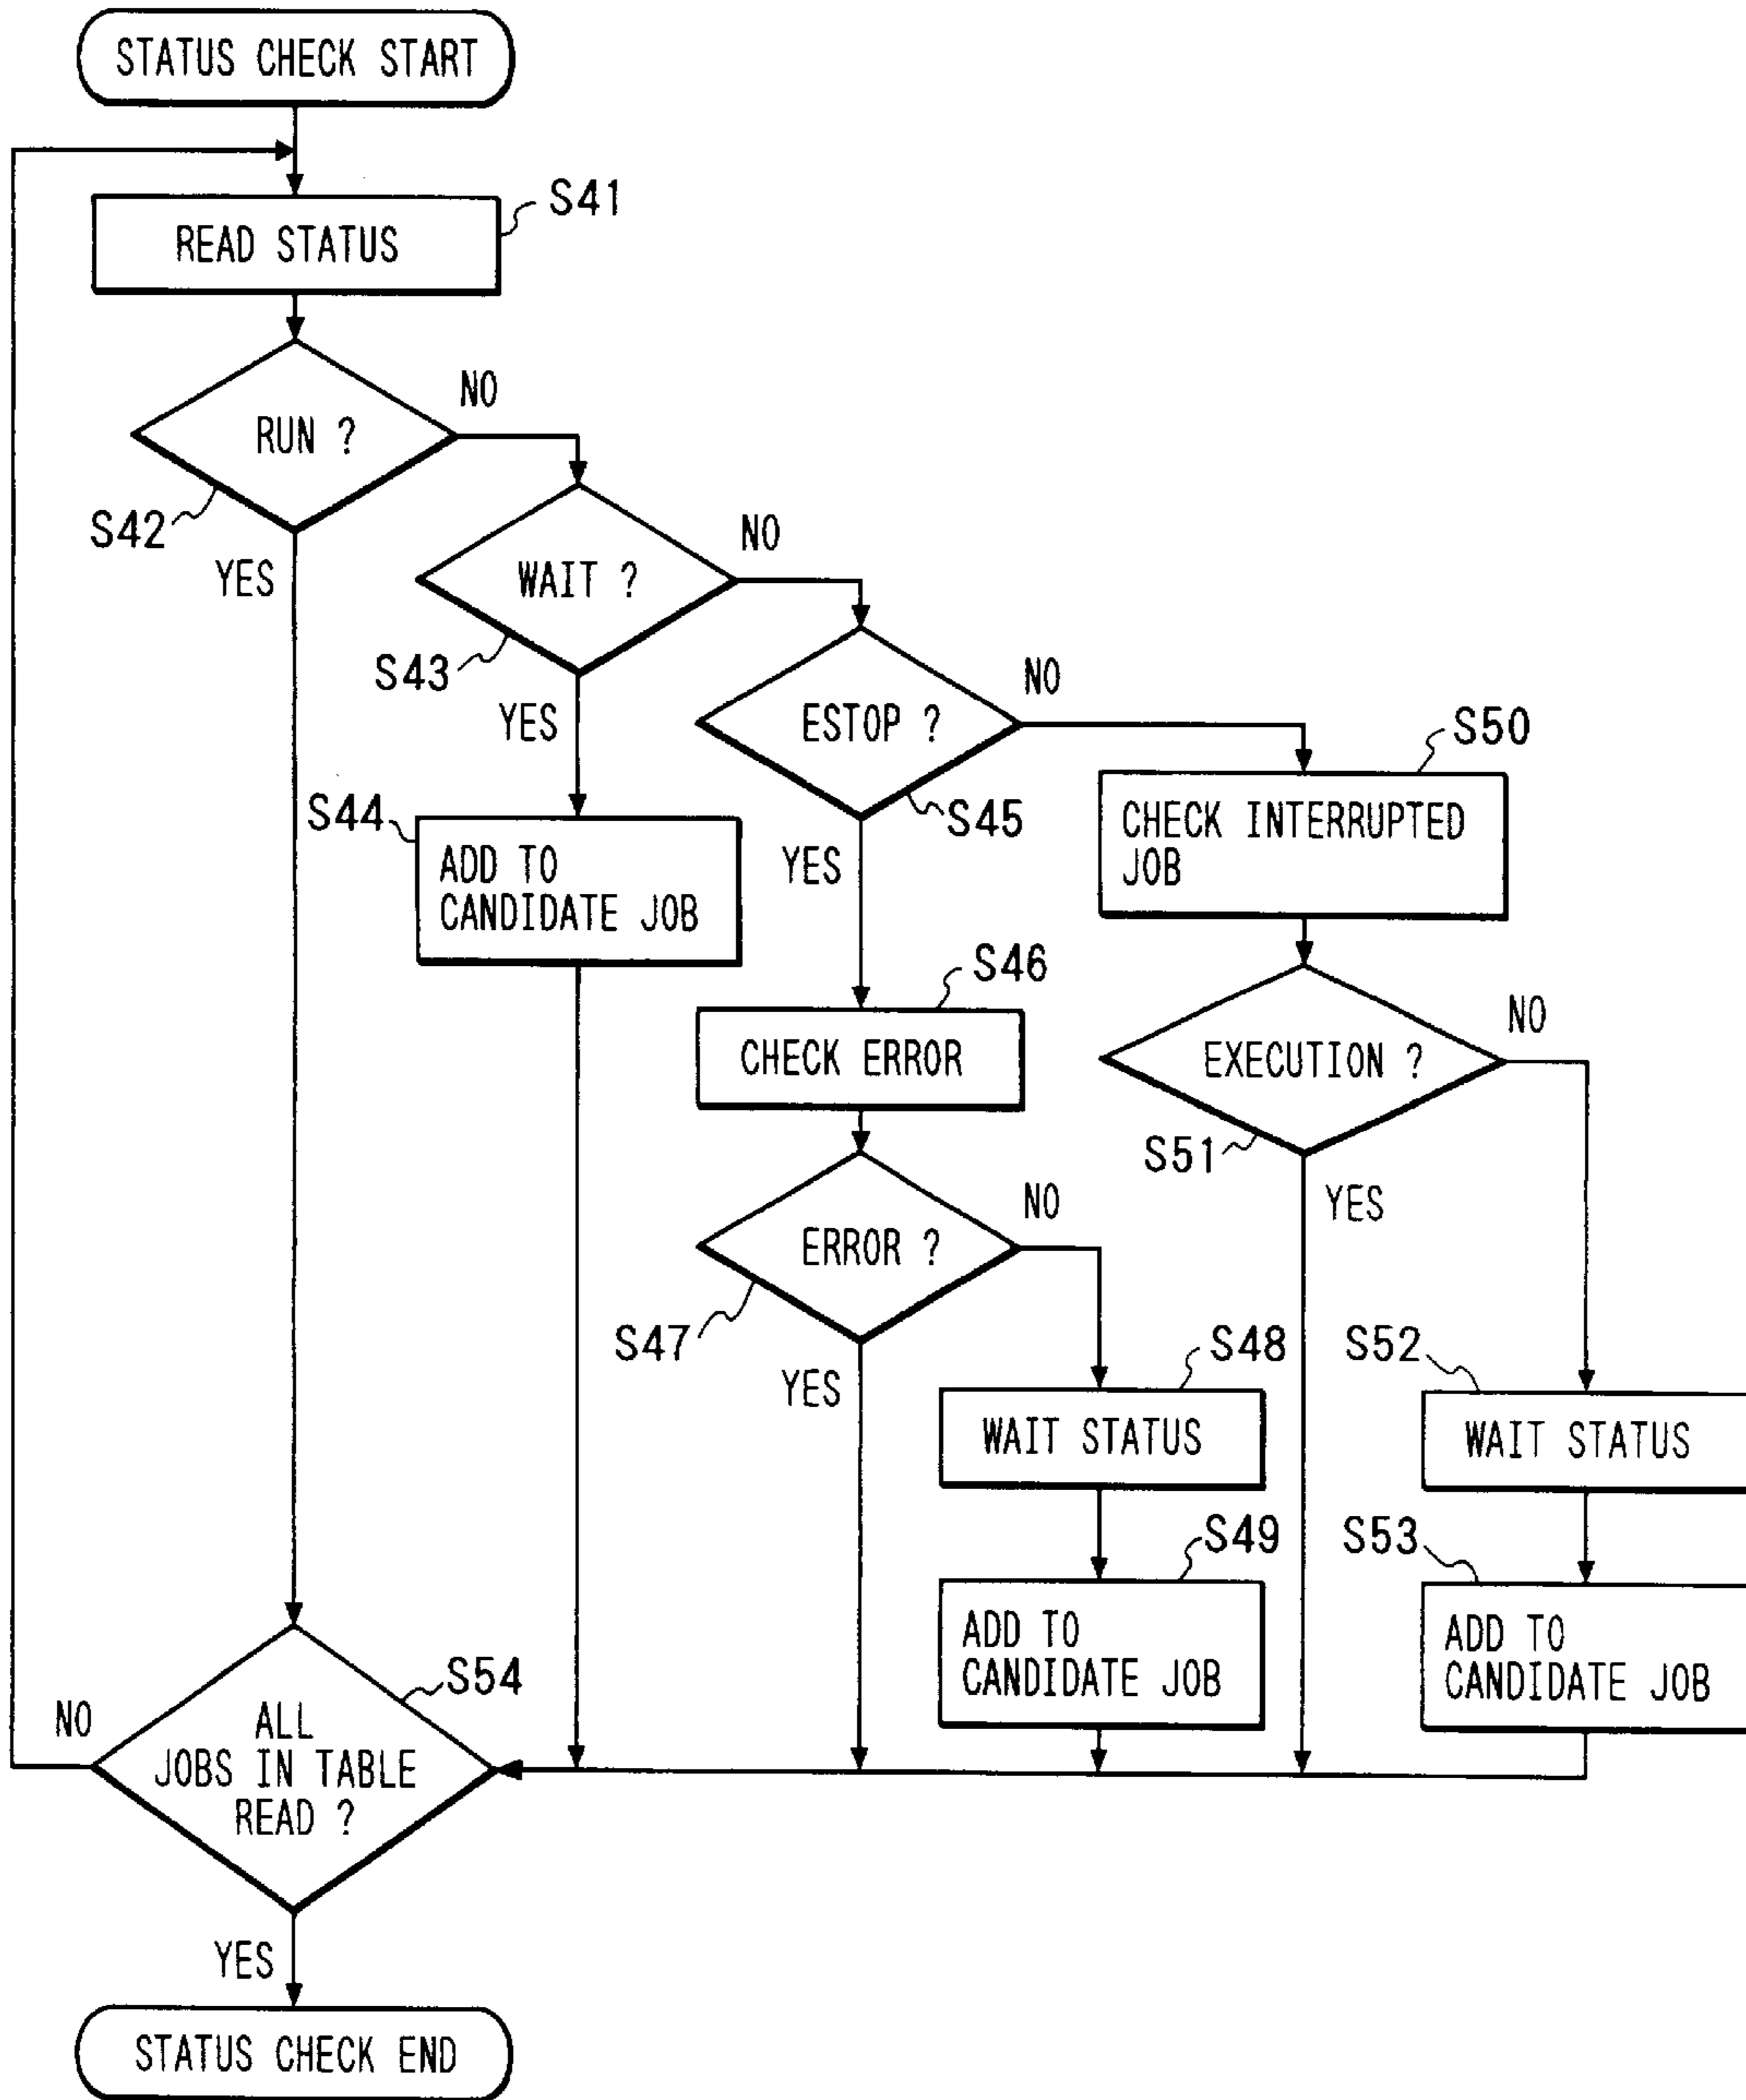 STATUS CHECK START
S41
READ STATUS
NO
RUN ?
S42
YES
NO
WAIT ?
S43
YES
NO
ESTOP ?
S45
YES
S50
CHECK INTERRUPTED
JOB
S44
ADD TO
CANDIDATE JOB
S46
CHECK ERROR
NO
EXECUTION ?
S51
YES
NO
ERROR ?
S47
YES
S48
WAIT STATUS
S52
WAIT STATUS
S49
ADD TO
CANDIDATE JOB
S53
ADD TO
CANDIDATE JOB
S54
NO
ALL
JOBS IN TABLE
READ ?
YES
STATUS CHECK END